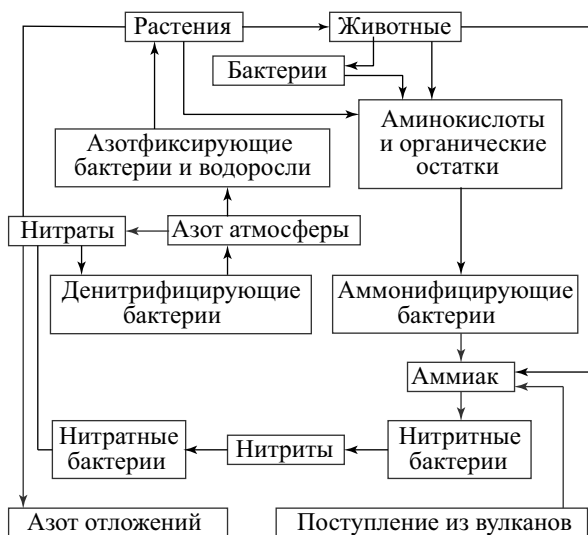 Растения
Животные
Бактерии
Аминокислоты
и органические
остатки
Азотфиксирующие
бактерии и водоросли
Нитраты
Азот атмосферы
Денитрифицирующие
бактерии
Аммонифицирующие
бактерии
Аммиак
Нитратные
бактерии
Нитриты
Нитритные
бактерии
Азот отложений
Поступление из вулканов